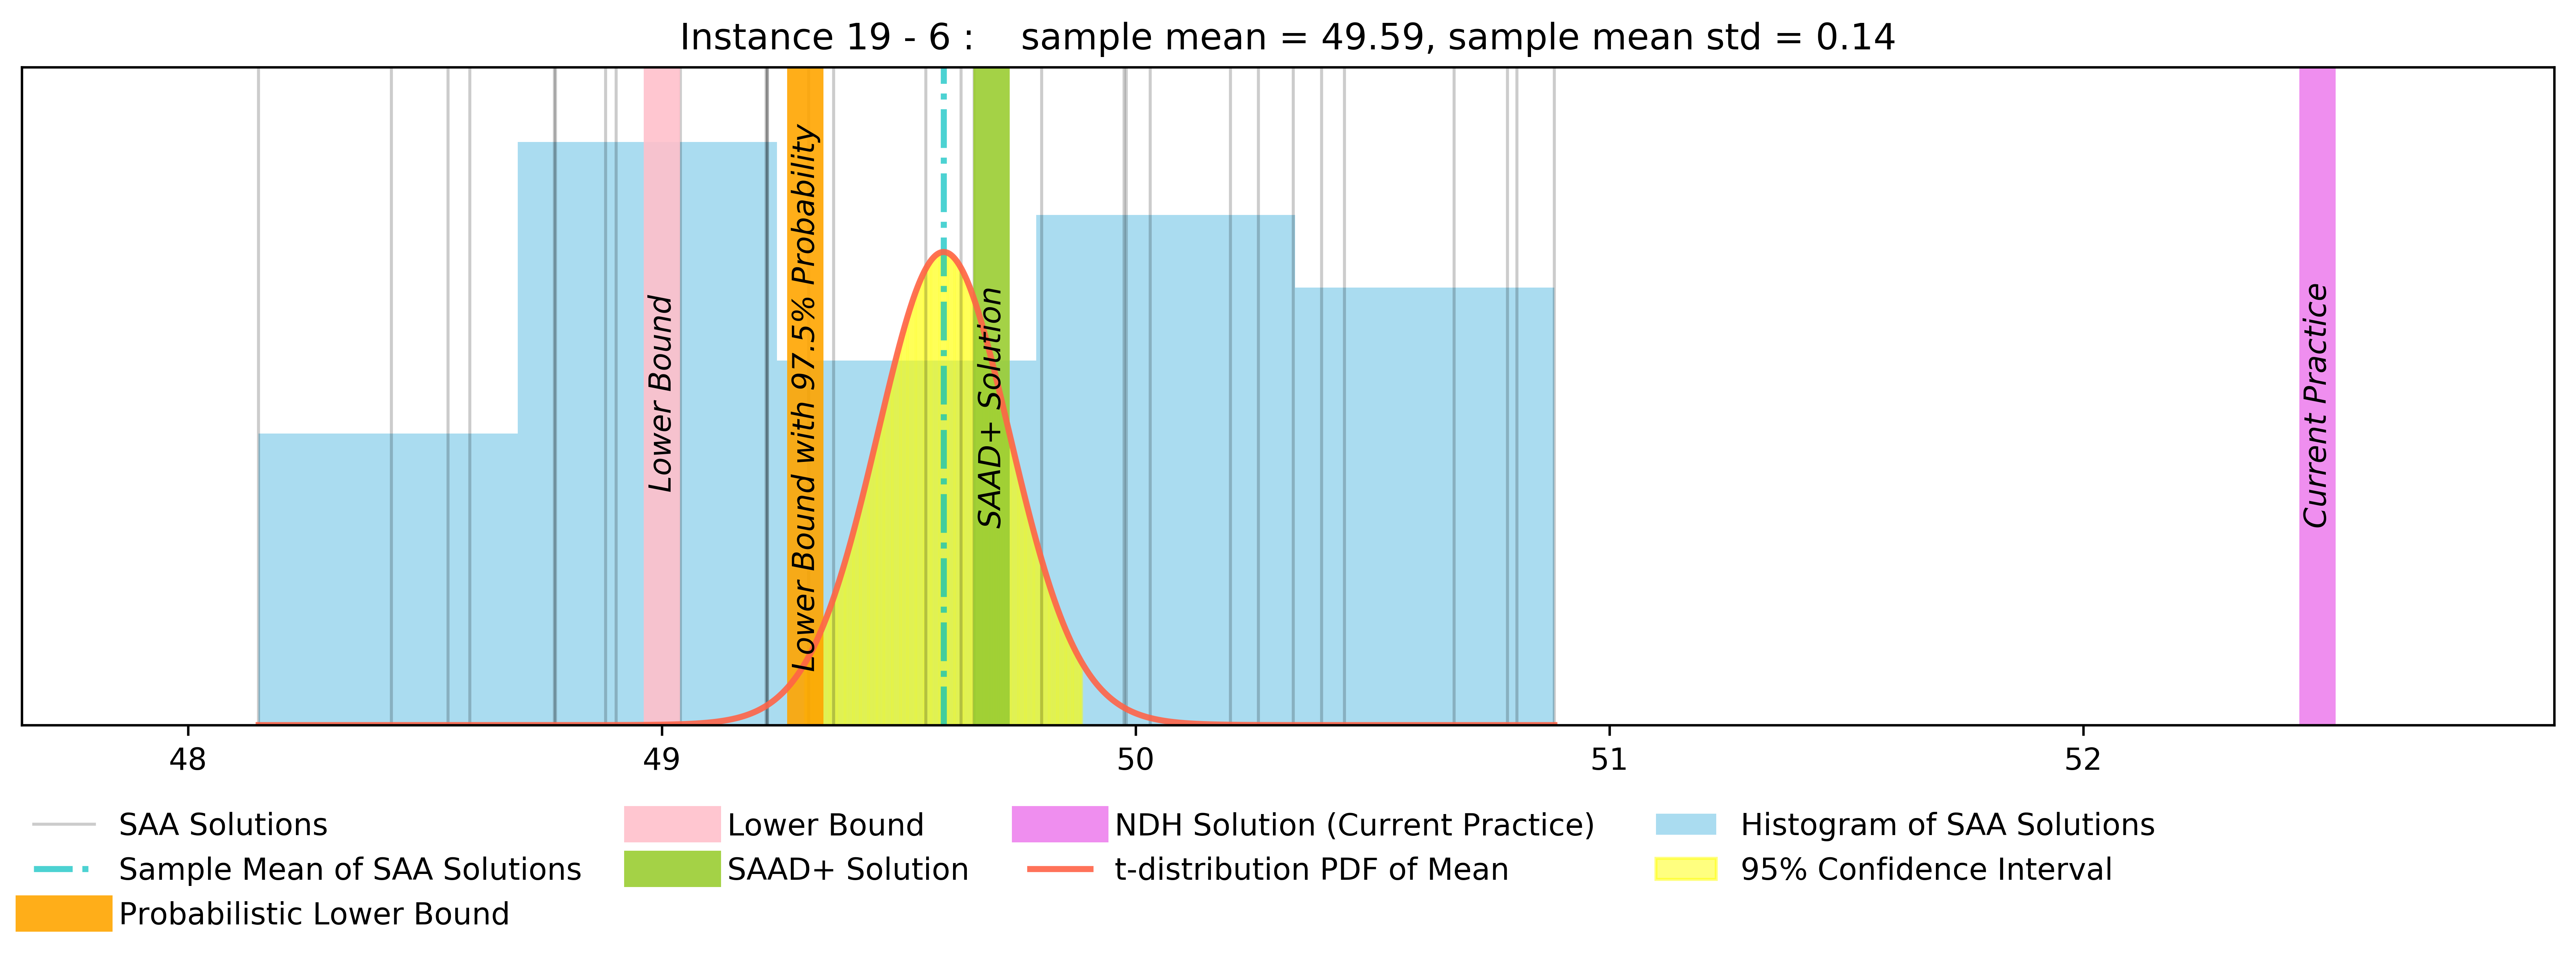 Instance 19 - 6 :    sample mean = 49.59, sample mean std = 0.14
Lower Bound
Lower Bound with 97.5% Probability
SAAD+ Solution
Current Practice
48 49 50 51 52
SAA Solutions
Sample Mean of SAA Solutions
Probabilistic Lower Bound
Lower Bound
SAAD+ Solution
NDH Solution (Current Practice)
t-distribution PDF of Mean
Histogram of SAA Solutions
95% Confidence Interval